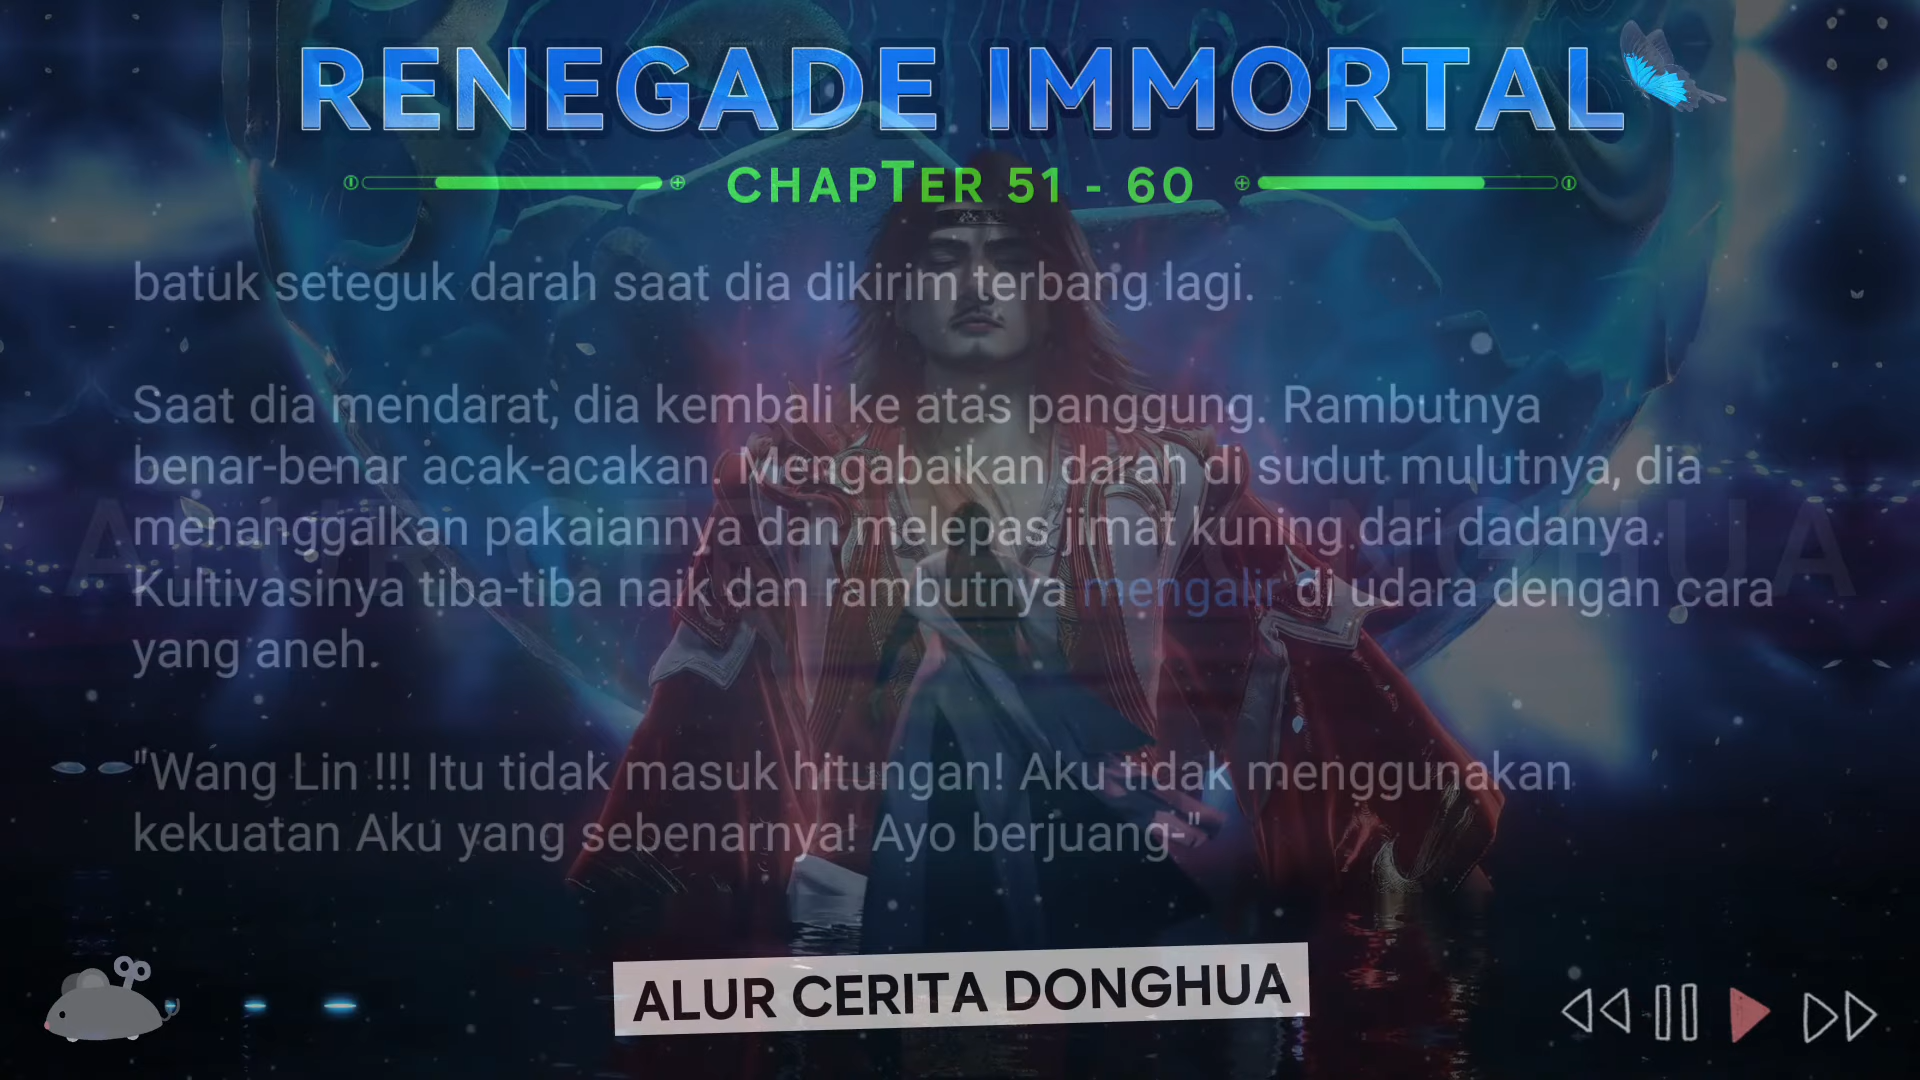 RENEGADE IMMORTAL
CHAPTER 51 - 60
batuk seteguk darah saat dia dikirim terbang lagi.
Saat dia mendarat, dia kembali ke atas panggung. Rambutnya
benar-benar acak-acakan. Mengabaikan darah di sudut mulutnya, dia
menanggalkan pakaiannya dan melepas jimat kuning dari dadanya.
Kultivasinya tiba-tiba naik dan rambutnya mengalir di udara dengan cara
yang aneh.
"Wang Lin !!! Itu tidak masuk hitungan! Aku tidak menggunakan
kekuatan Aku yang sebenarnya! Ayo berjuang-"
ALUR CERITA DONGHUA